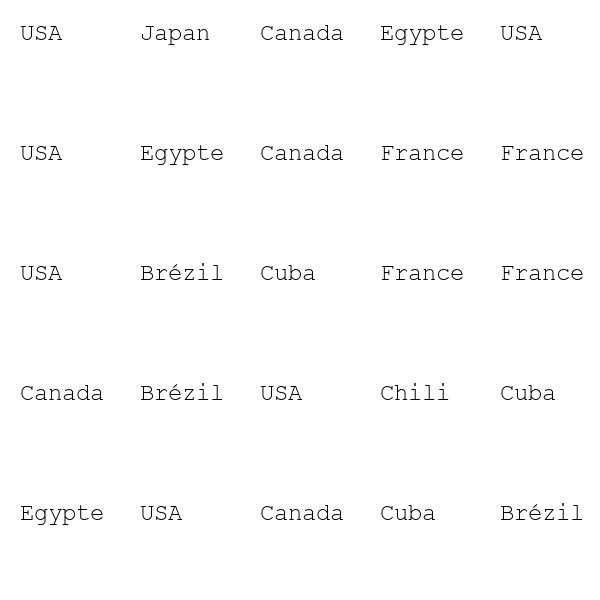 USA Japan Canada Egypte USA
USA Egypte Canada France France
USA Brézil Cuba France France
Canada Brézil USA Chili Cuba
Egypte USA Canada Cuba Brézil